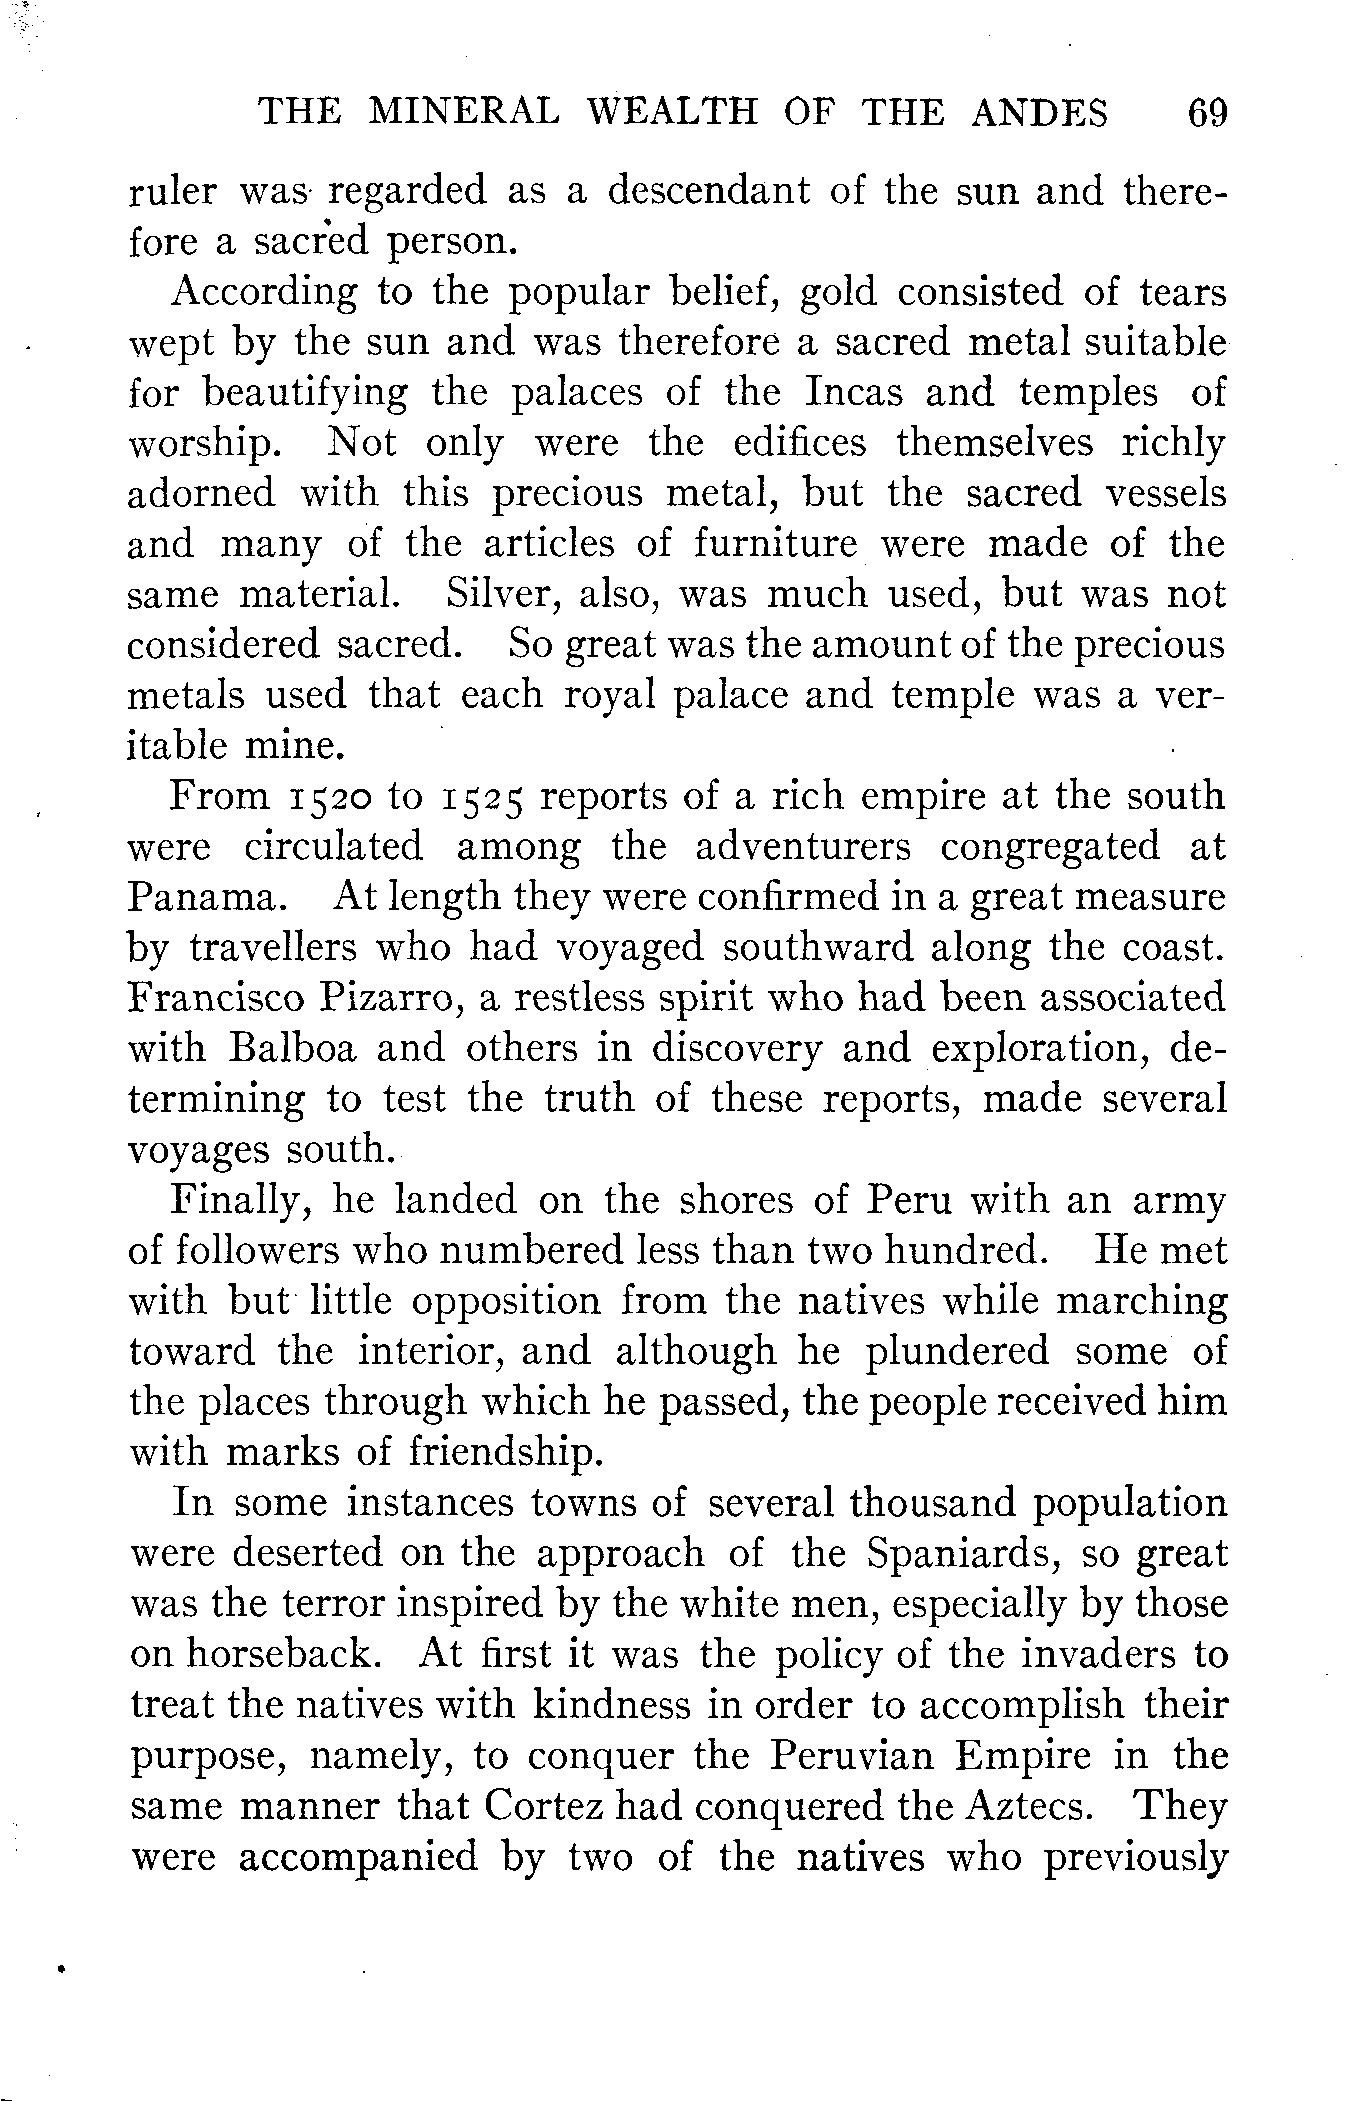 THE MINERAL WEALTH OF THE ANDES 69
ruler was regarded as a descendant of the sun and there-
fore a sacred person.
According to the popular belief, gold consisted of tears
wept by the sun and was therefore a sacred metal suitable
for beautifying the palaces of the Incas and temples of
worship. Not only were the edifices themselves richly
adorned with this precious metal, but the sacred vessels
and many of the articles of furniture were made of the
same material. Silver, also, was much used, but was not
considered sacred. So great was the amount of the precious
metals used that each royal palace and temple was a ver-
itable mine.
From 1520 to 1525 reports of a rich empire at the south
were circulated among the adventurers congregated at
Panama. At length they were confirmed in a great measure
by travellers who had voyaged southward along the coast.
Francisco Pizarro, a restless spirit who had been associated
with Balboa and others in discovery and exploration, de-
termining to test the truth of these reports, made several
voyages south.
Finally, he landed on the shores of Peru with an army
of followers who numbered less than two hundred. He met
with but little opposition from the natives while marching
toward the interior, and although he plundered some of
the places through which he passed, the people received him
with marks of friendship.
In some instances towns of several thousand population
were deserted on the approach of the Spaniards, so great
was the terror inspired by the white men, especially by those
on horseback. At first it was the policy of the invaders to
treat the natives with kindness in order to accomplish their
purpose, namely, to conquer the Peruvian Empire in the
same manner that Cortez had conquered the Aztecs. They
were accompanied by two of the natives who previously